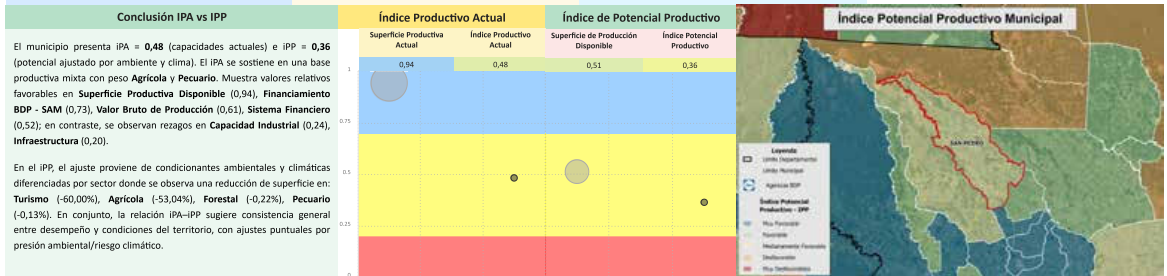 Conclusión IPA vs IPP
El municipio presenta iPA = 0,48 (capacidades actuales) e iPP = 0,36
(potencial ajustado por ambiente y clima). El iPA se sostiene en una base
productiva mixta con peso Agrícola y Pecuario. Muestra valores relativos
favorables en Superficie Productiva Disponible (0,94), Financiamiento
BDP - SAM (0,73), Valor Bruto de Producción (0,61), Sistema Financiero
(0,52); en contraste, se observan rezagos en Capacidad Industrial (0,24),
Infraestructura (0,20).
En el iPP, el ajuste proviene de condicionantes ambientales y climáticas
diferenciadas por sector donde se observa una reducción de superficie en:
Turismo (-60,00%), Agrícola (-53,04%), Forestal (-0,22%), Pecuario
(-0,13%). En conjunto, la relación iPA–iPP sugiere consistencia general
entre desempeño y condiciones del territorio, con ajustes puntuales por
presión ambiental/riesgo climático.
Índice Productivo Actual
Índice de Potencial Productivo
Superficie Productiva
Actual
Índice Productivo
Actual
Superficie de Producción
Disponible
Índice Potencial
Productivo
0,94
0,48
0,51
0,36
1
0.75
0.5
0.25
0
Índice Potencial Productivo Municipal
SAN PEDRO
Leyenda
Límite Departamental
Límite Municipal
Agencias BDP
Índice Potencial
Productivo - IPP
Muy Favorable
Favorable
Medianamente Favorable
Desfavorable
Muy Desfavorable